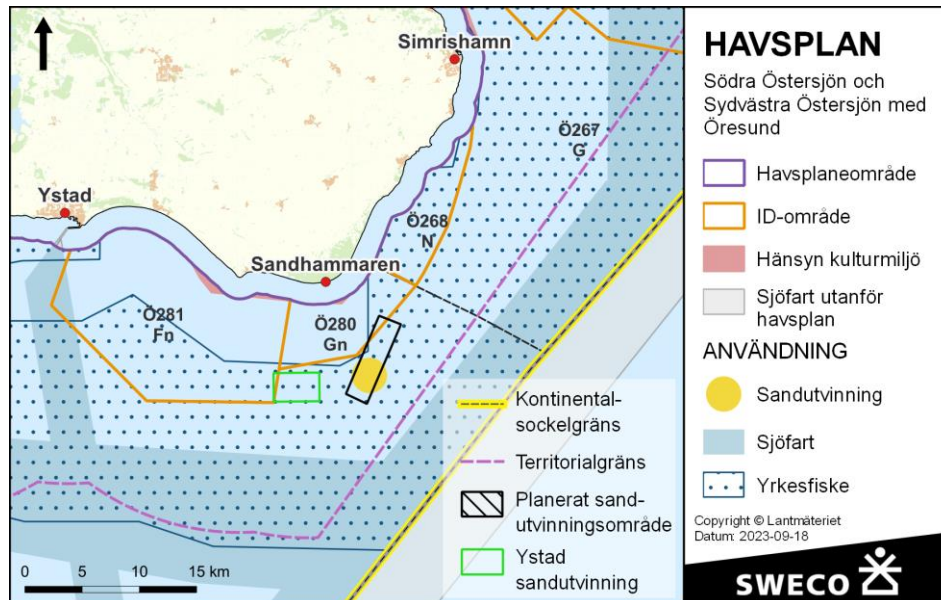 Simrishamn
Ö267
G
Ystad
Ö268
N
Sandhammaren
Ö281
Fn
Ö280
Gn
Kontinental-
sockelgräns
Territorialgräns
Planerat sand-
utvinningsområde
Ystad
sandutvinning
0 5 10 15 km
HAVSPLAN
Södra Östersjön och
Sydvästra Östersjön med
Öresund
Havsplaneområde
ID-område
Hänsyn kulturmiljö
Sjöfart utanför
havsplan
ANVÄNDNING
Sandutvinning
Sjöfart
Yrkesfiske
Copyright © Lantmäteriet
Datum: 2023-09-18
SWECO